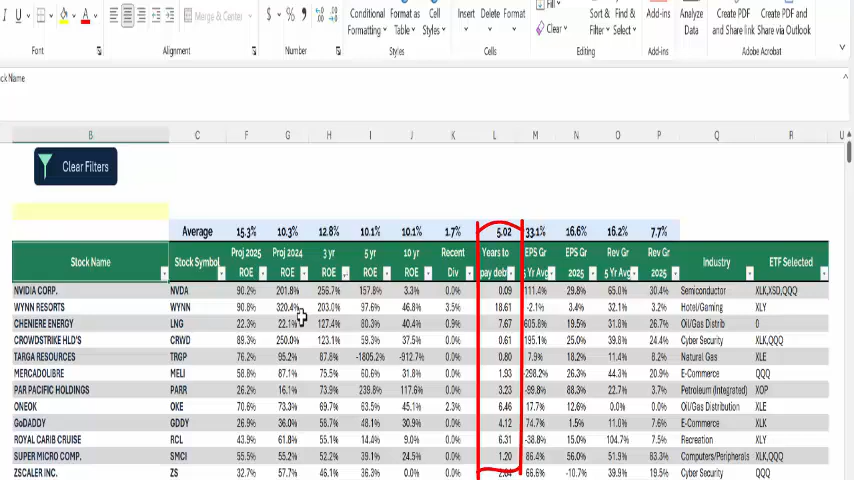 I U A $ % 9
Merge & Center
Conditional Format as Cell
Formatting Table Styles
Insert Delete Format
Fill
Clear
Sort & Find &
Filter Select
Add-ins
Analyze
Data
Create PDF Create PDF and
and Share link Share via Outlook
Font Alignment Number Styles Cells Editing Add-ins Adobe Acrobat
ck Name
B C F G H I J K L M N O P Q R U
Clear Filters
Average 15.3% 10.3% 12.8% 10.1% 10.1% 1.7% 5.02 33.1% 16.6% 16.2% 7.7%
Stock Name Stock Symbol Proj 2025 ROE Proj 2024 ROE 3 yr ROE 5 yr ROE 10 yr ROE Recent Div Years to pay debt EPS Gr 5 Yr Avg EPS Gr 2025 Rev Gr 5 Yr Avg Rev Gr 2025 Industry ETF Selected
NVIDIA CORP. NVDA 90.2% 201.8% 256.7% 157.8% 3.3% 0.0% 0.09 111.4% 29.8% 65.0% 30.4% Semiconductor XLK,XSD,QQQ
WYNN RESORTS WYNN 90.8% 320.4% 203.0% 97.6% 46.8% 3.5% 18.61 -2.1% 3.4% 32.1% 3.2% Hotel/Gaming XLY
CHENIERE ENERGY LNG 22.3% 22.1% 127.4% 80.3% 40.4% 0.9% 7.67 605.8% 19.5% 31.8% 26.7% Oil/Gas Distrib 0
CROWDSTRIKE HLD'S CRWD 89.3% 250.0% 123.1% 59.3% 37.5% 0.0% 0.61 195.1% 25.0% 39.8% 24.4% Cyber Security XLK,QQQ
TARGA RESOURCES TRGP 76.2% 95.2% 87.8% -1805.2% -912.7% 0.0% 0.80 7.9% 18.2% 11.4% 8.2% Natural Gas XLE
MERCADOLIBRE MELI 58.8% 87.1% 75.5% 60.6% 31.8% 0.0% 1.93 -298.2% 26.3% 44.3% 20.9% E-Commerce QQQ
PAR PACIFIC HOLDINGS PARR 26.2% 16.1% 73.9% 239.8% 117.6% 0.0% 3.23 -99.8% 88.3% 22.7% 3.7% Petroleum (Integrated) XOP
ONEOK OKE 70.6% 73.3% 69.7% 63.5% 45.1% 2.3% 6.46 17.7% 12.6% 0.0% 0.0% Oil/Gas Distribution XLE
GoDADDY GDDY 26.9% 36.0% 58.7% 48.1% 30.9% 0.0% 4.12 74.7% 1.5% 11.0% 7.6% E-Commerce XLK
ROYAL CARIB CRUISE RCL 43.9% 61.8% 55.1% 14.4% 9.0% 0.0% 6.31 -38.8% 15.0% 104.7% 7.5% Recreation XLY
SUPER MICRO COMP. SMCI 55.5% 55.2% 52.2% 39.1% 24.5% 0.0% 1.20 86.4% 56.0% 51.9% 83.3% Computers/Peripherals XLK,QQQ
ZSCALER INC. ZS 32.7% 57.7% 46.1% 36.3% 0.0% 0.0% 2.84 66.6% -10.7% 39.9% 19.5% Cyber Security QQQ